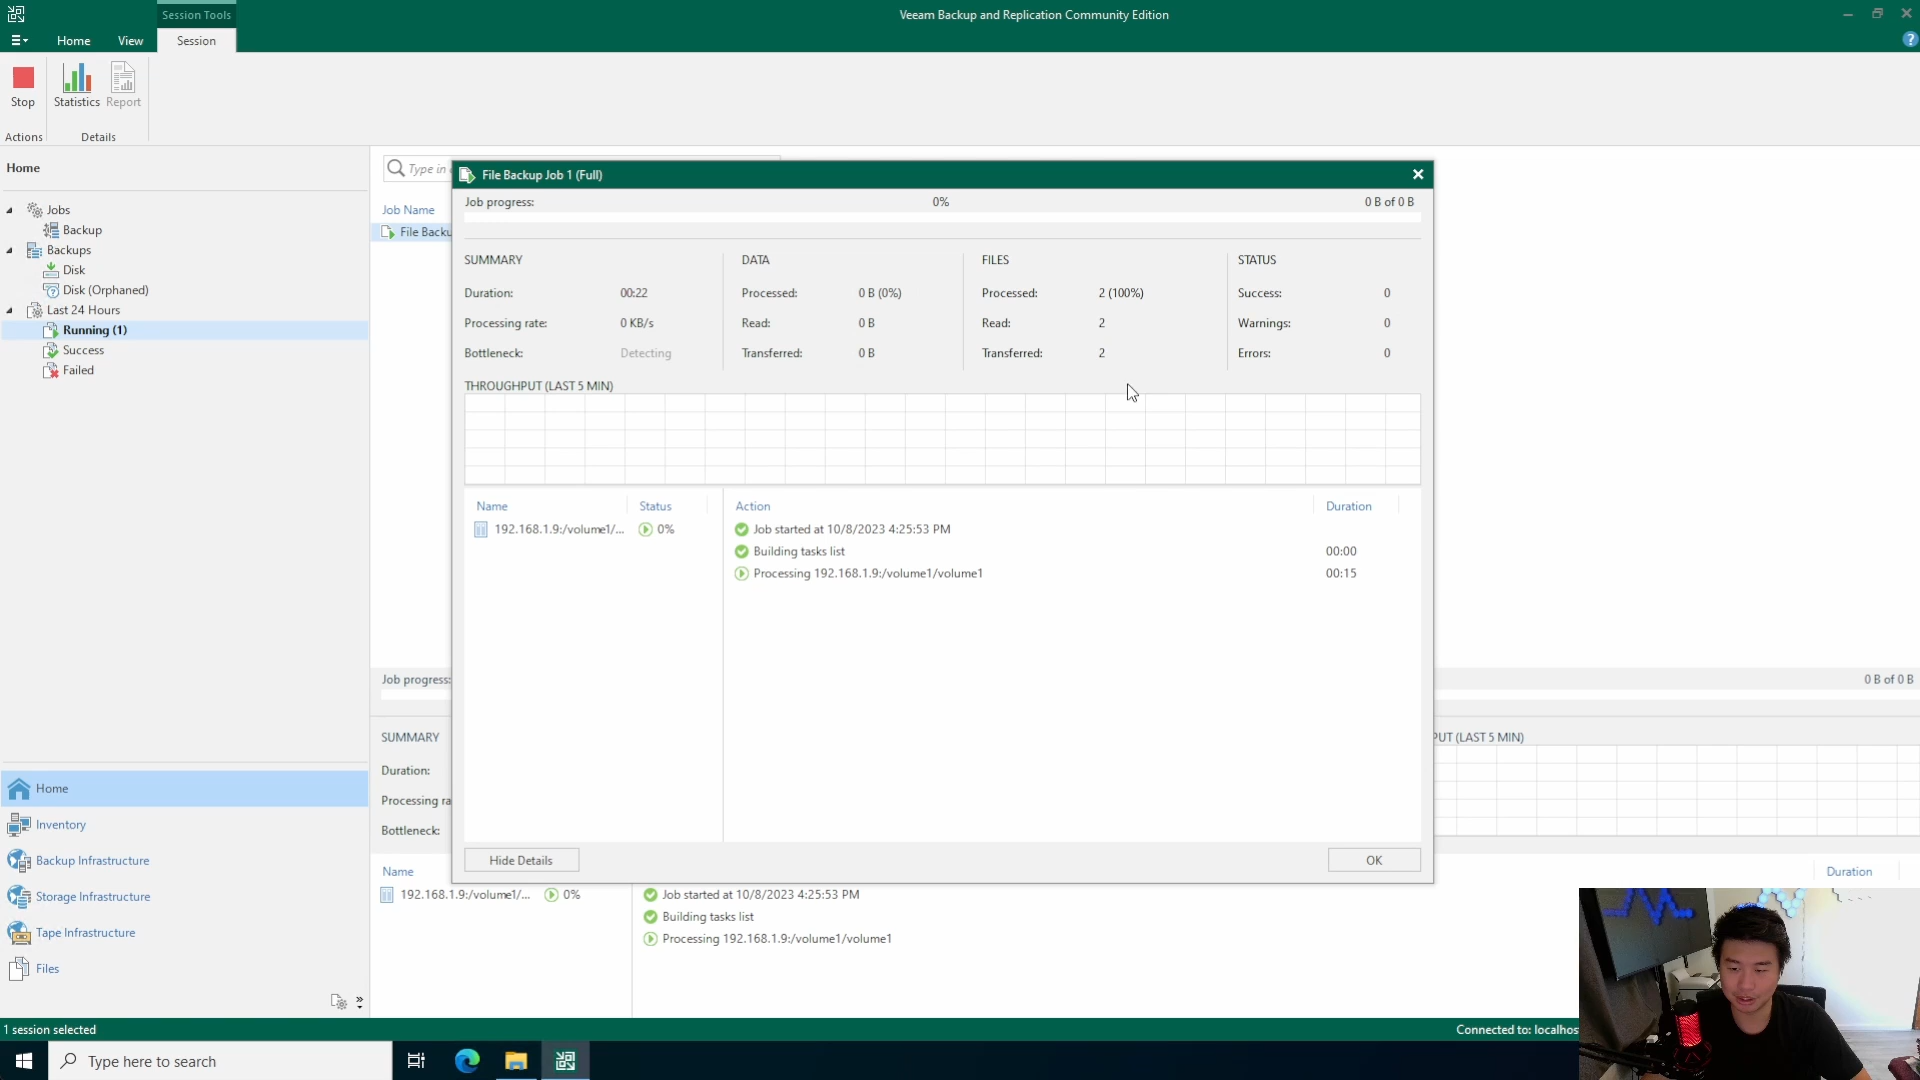 Session Tools
Veeam Backup and Replication Community Edition
Home
View
Session
Stop
Statistics
Report
Actions
Details
Home
Type in
Jobs
Backup
Backups
Disk
Disk (Orphaned)
Last 24 Hours
Running (1)
Success
Failed
Job Name
File Backu
File Backup Job 1 (Full)
Job progress:
0%
0 B of 0 B
SUMMARY
Duration: 00:22
Processing rate: 0 KB/s
Bottleneck: Detecting
DATA
Processed: 0 B (0%)
Read: 0 B
Transferred: 0 B
FILES
Processed: 2 (100%)
Read: 2
Transferred: 2
STATUS
Success: 0
Warnings: 0
Errors: 0
THROUGHPUT (LAST 5 MIN)
Name Status
192.168.1.9:/volume1/... 0%
Action Duration
Job started at 10/8/2023 4:25:53 PM
Building tasks list 00:00
Processing 192.168.1.9:/volume1/volume1 00:15
Hide Details
OK
Job progress:
0 B of 0 B
SUMMARY
PUT (LAST 5 MIN)
Duration:
Processing ra
Bottleneck:
Name
Duration
192.168.1.9:/volume1/... 0%
Job started at 10/8/2023 4:25:53 PM
Building tasks list
Processing 192.168.1.9:/volume1/volume1
Home
Inventory
Backup Infrastructure
Storage Infrastructure
Tape Infrastructure
Files
1 session selected
Connected to: localhos
Type here to search